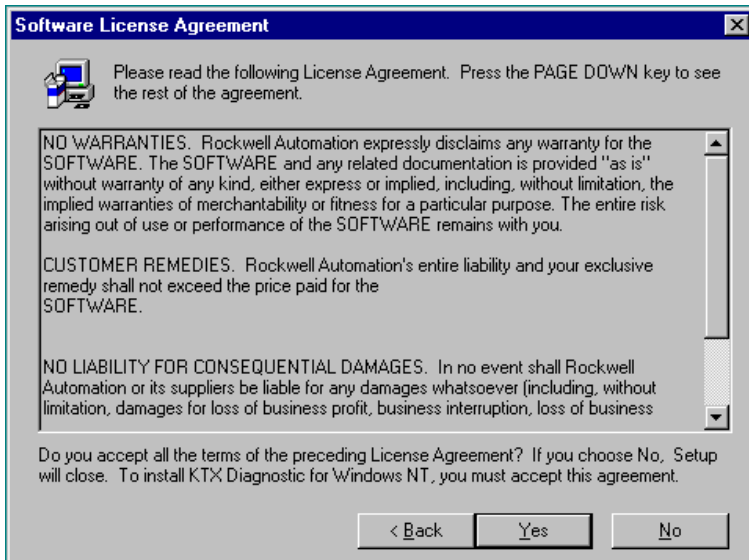 Software License Agreement
Please read the following License Agreement.  Press the PAGE DOWN key to see
the rest of the agreement.
NO WARRANTIES.  Rockwell Automation expressly disclaims any warranty for the
SOFTWARE. The SOFTWARE and any related documentation is provided "as is"
without warranty of any kind, either express or implied, including, without limitation, the
implied warranties of merchantability or fitness for a particular purpose. The entire risk
arising out of use or performance of the SOFTWARE remains with you.
CUSTOMER REMEDIES.  Rockwell Automation's entire liability and your exclusive
remedy shall not exceed the price paid for the
SOFTWARE.
NO LIABILITY FOR CONSEQUENTIAL DAMAGES.  In no event shall Rockwell
Automation or its suppliers be liable for any damages whatsoever (including, without
limitation, damages for loss of business profit, business interruption, loss of business
Do you accept all the terms of the preceding License Agreement?  If you choose No,  Setup
will close.  To install KTX Diagnostic for Windows NT, you must accept this agreement.
< Back
Yes
No